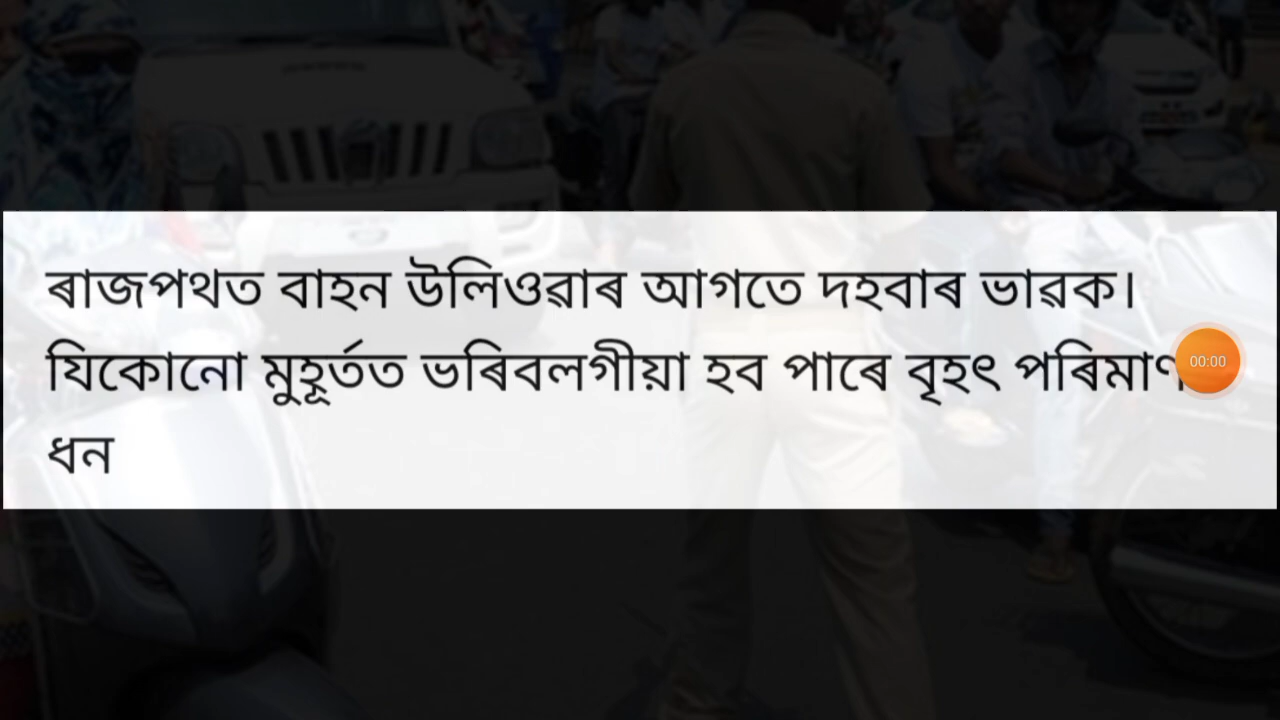 ৰাজপথত বাহন উলিওৱাৰ আগতে দহবাৰ ভাৱক।
যিকোনো মুহূৰ্তত ভৰিবলগীয়া হব পাৰে বৃহৎ পৰিমাণ
ধন
00:00